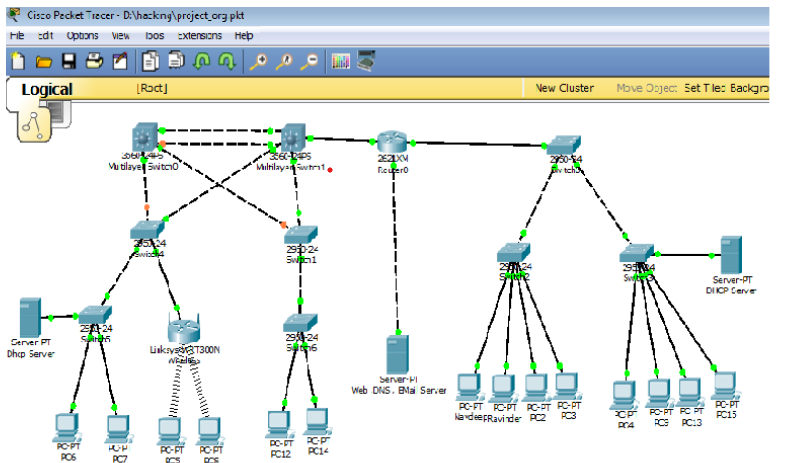 Cisco Packet Tracer - D:\hacking\project_org.pkt
File Edit Options View Tools Extensions Help
Logical [Root] New Cluster Move Object Set Tiled Backgro
3560-24PS
Multilayer Switch0
3560-24PS
Multilayer Switch1
2621XM
Router0
2950-24
2950-24
Switch4
2950-24
Switch1
2950-24
Switch2
2950-24
Switch3
Server-PT
DHCP Server
Server-PT
Dhcp Server
2950-24
Switch5
Linksys-WRT300N
2950-24
Switch6
Server-PT
Web, DNS, EMail Server
PC-PT
PC6
PC-PT
PC7
PC-PT
PC5
PC-PT
PC8
PC-PT
PC12
PC-PT
PC14
PC-PT
PC-PT
Ravinder
PC-PT
PC2
PC-PT
PC3
PC-PT
PC4
PC-PT
PC9
PC-PT
PC13
PC-PT
PC15